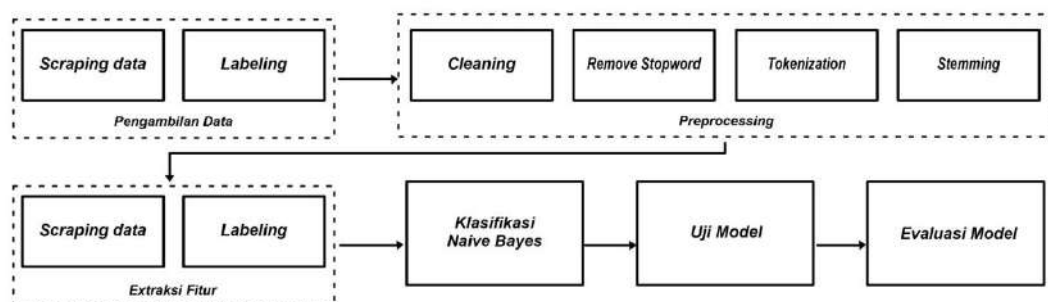 Scraping data
Labeling
Pengambilan Data
Cleaning
Remove Stopword
Tokenization
Stemming
Preprocessing
Scraping data
Labeling
Extraksi Fitur
Klasifikasi
Naive Bayes
Uji Model
Evaluasi Model